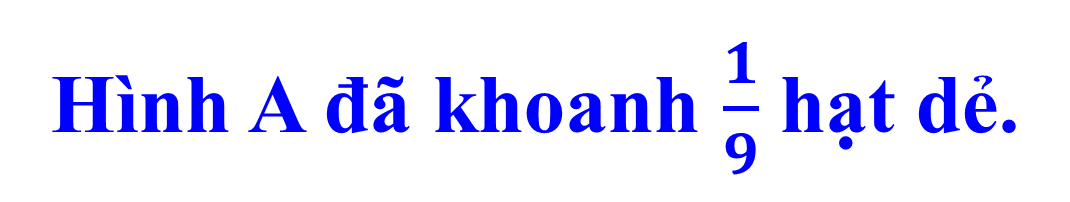 Hình A đã khoanh 1/9 hạt dẻ.